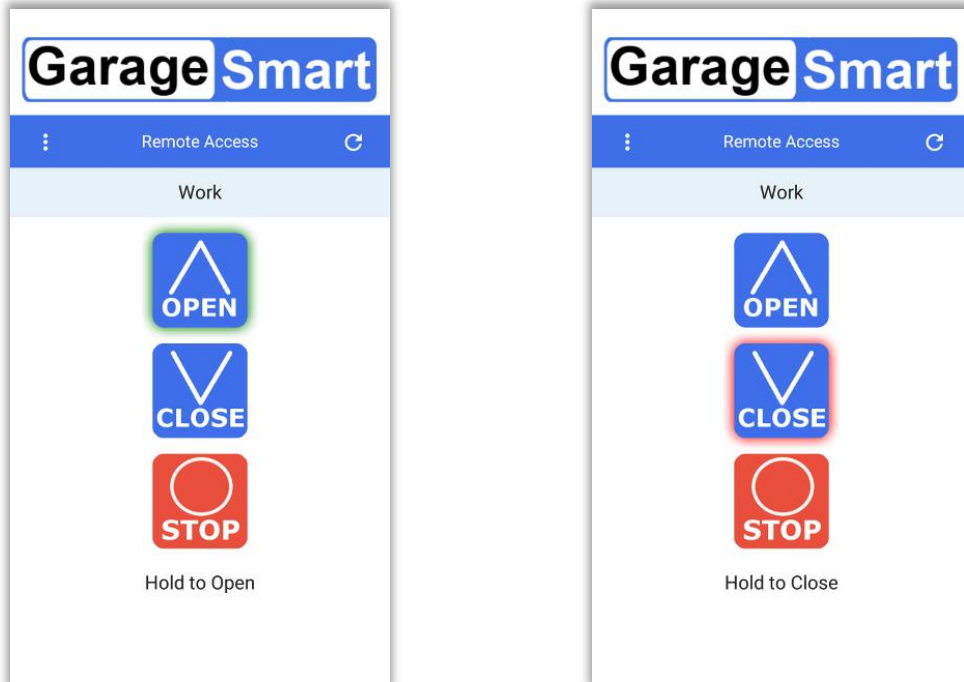 Garage Smart
Remote Access
Work
OPEN
CLOSE
STOP
Hold to Open
Garage Smart
Remote Access
Work
OPEN
CLOSE
STOP
Hold to Close